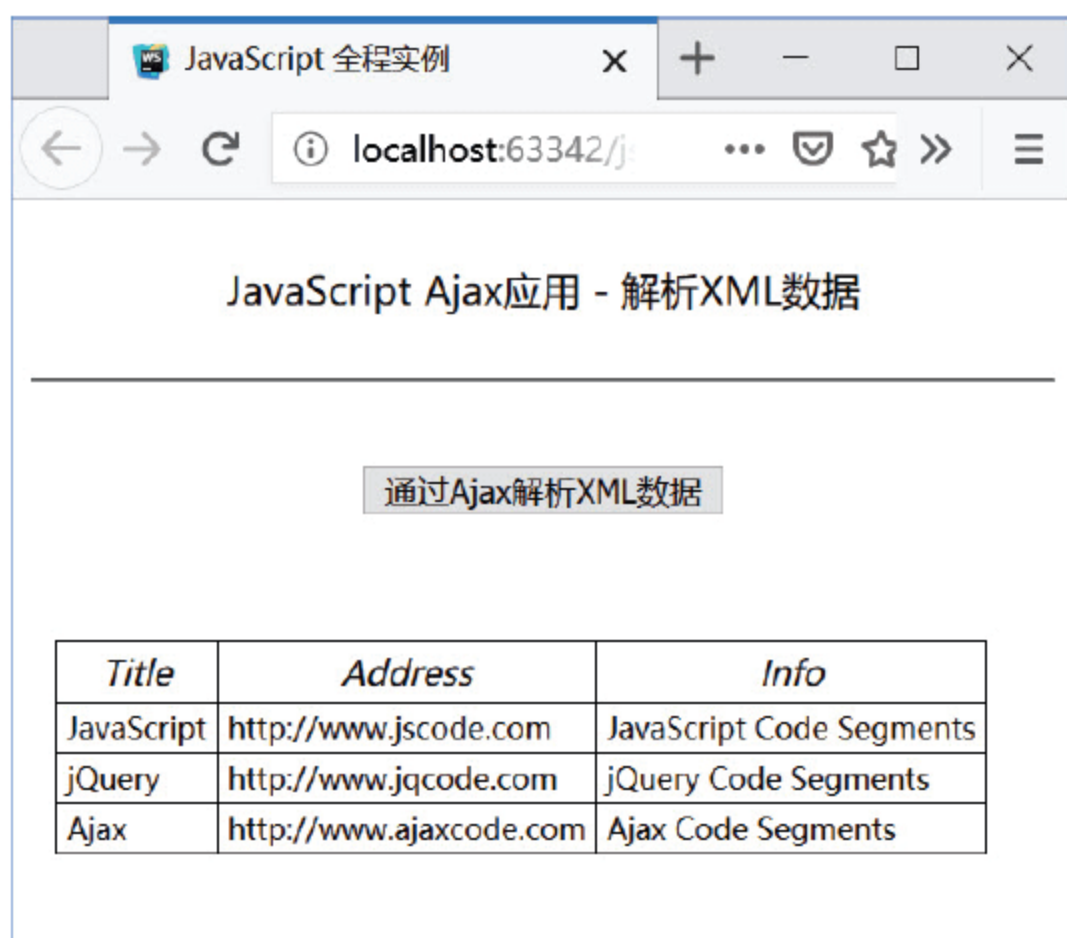 JavaScript 全程实例
localhost:63342/j
JavaScript Ajax应用 - 解析XML数据
通过Ajax解析XML数据
Title Address Info
JavaScript http://www.jscode.com JavaScript Code Segments
jQuery http://www.jqcode.com jQuery Code Segments
Ajax http://www.ajaxcode.com Ajax Code Segments